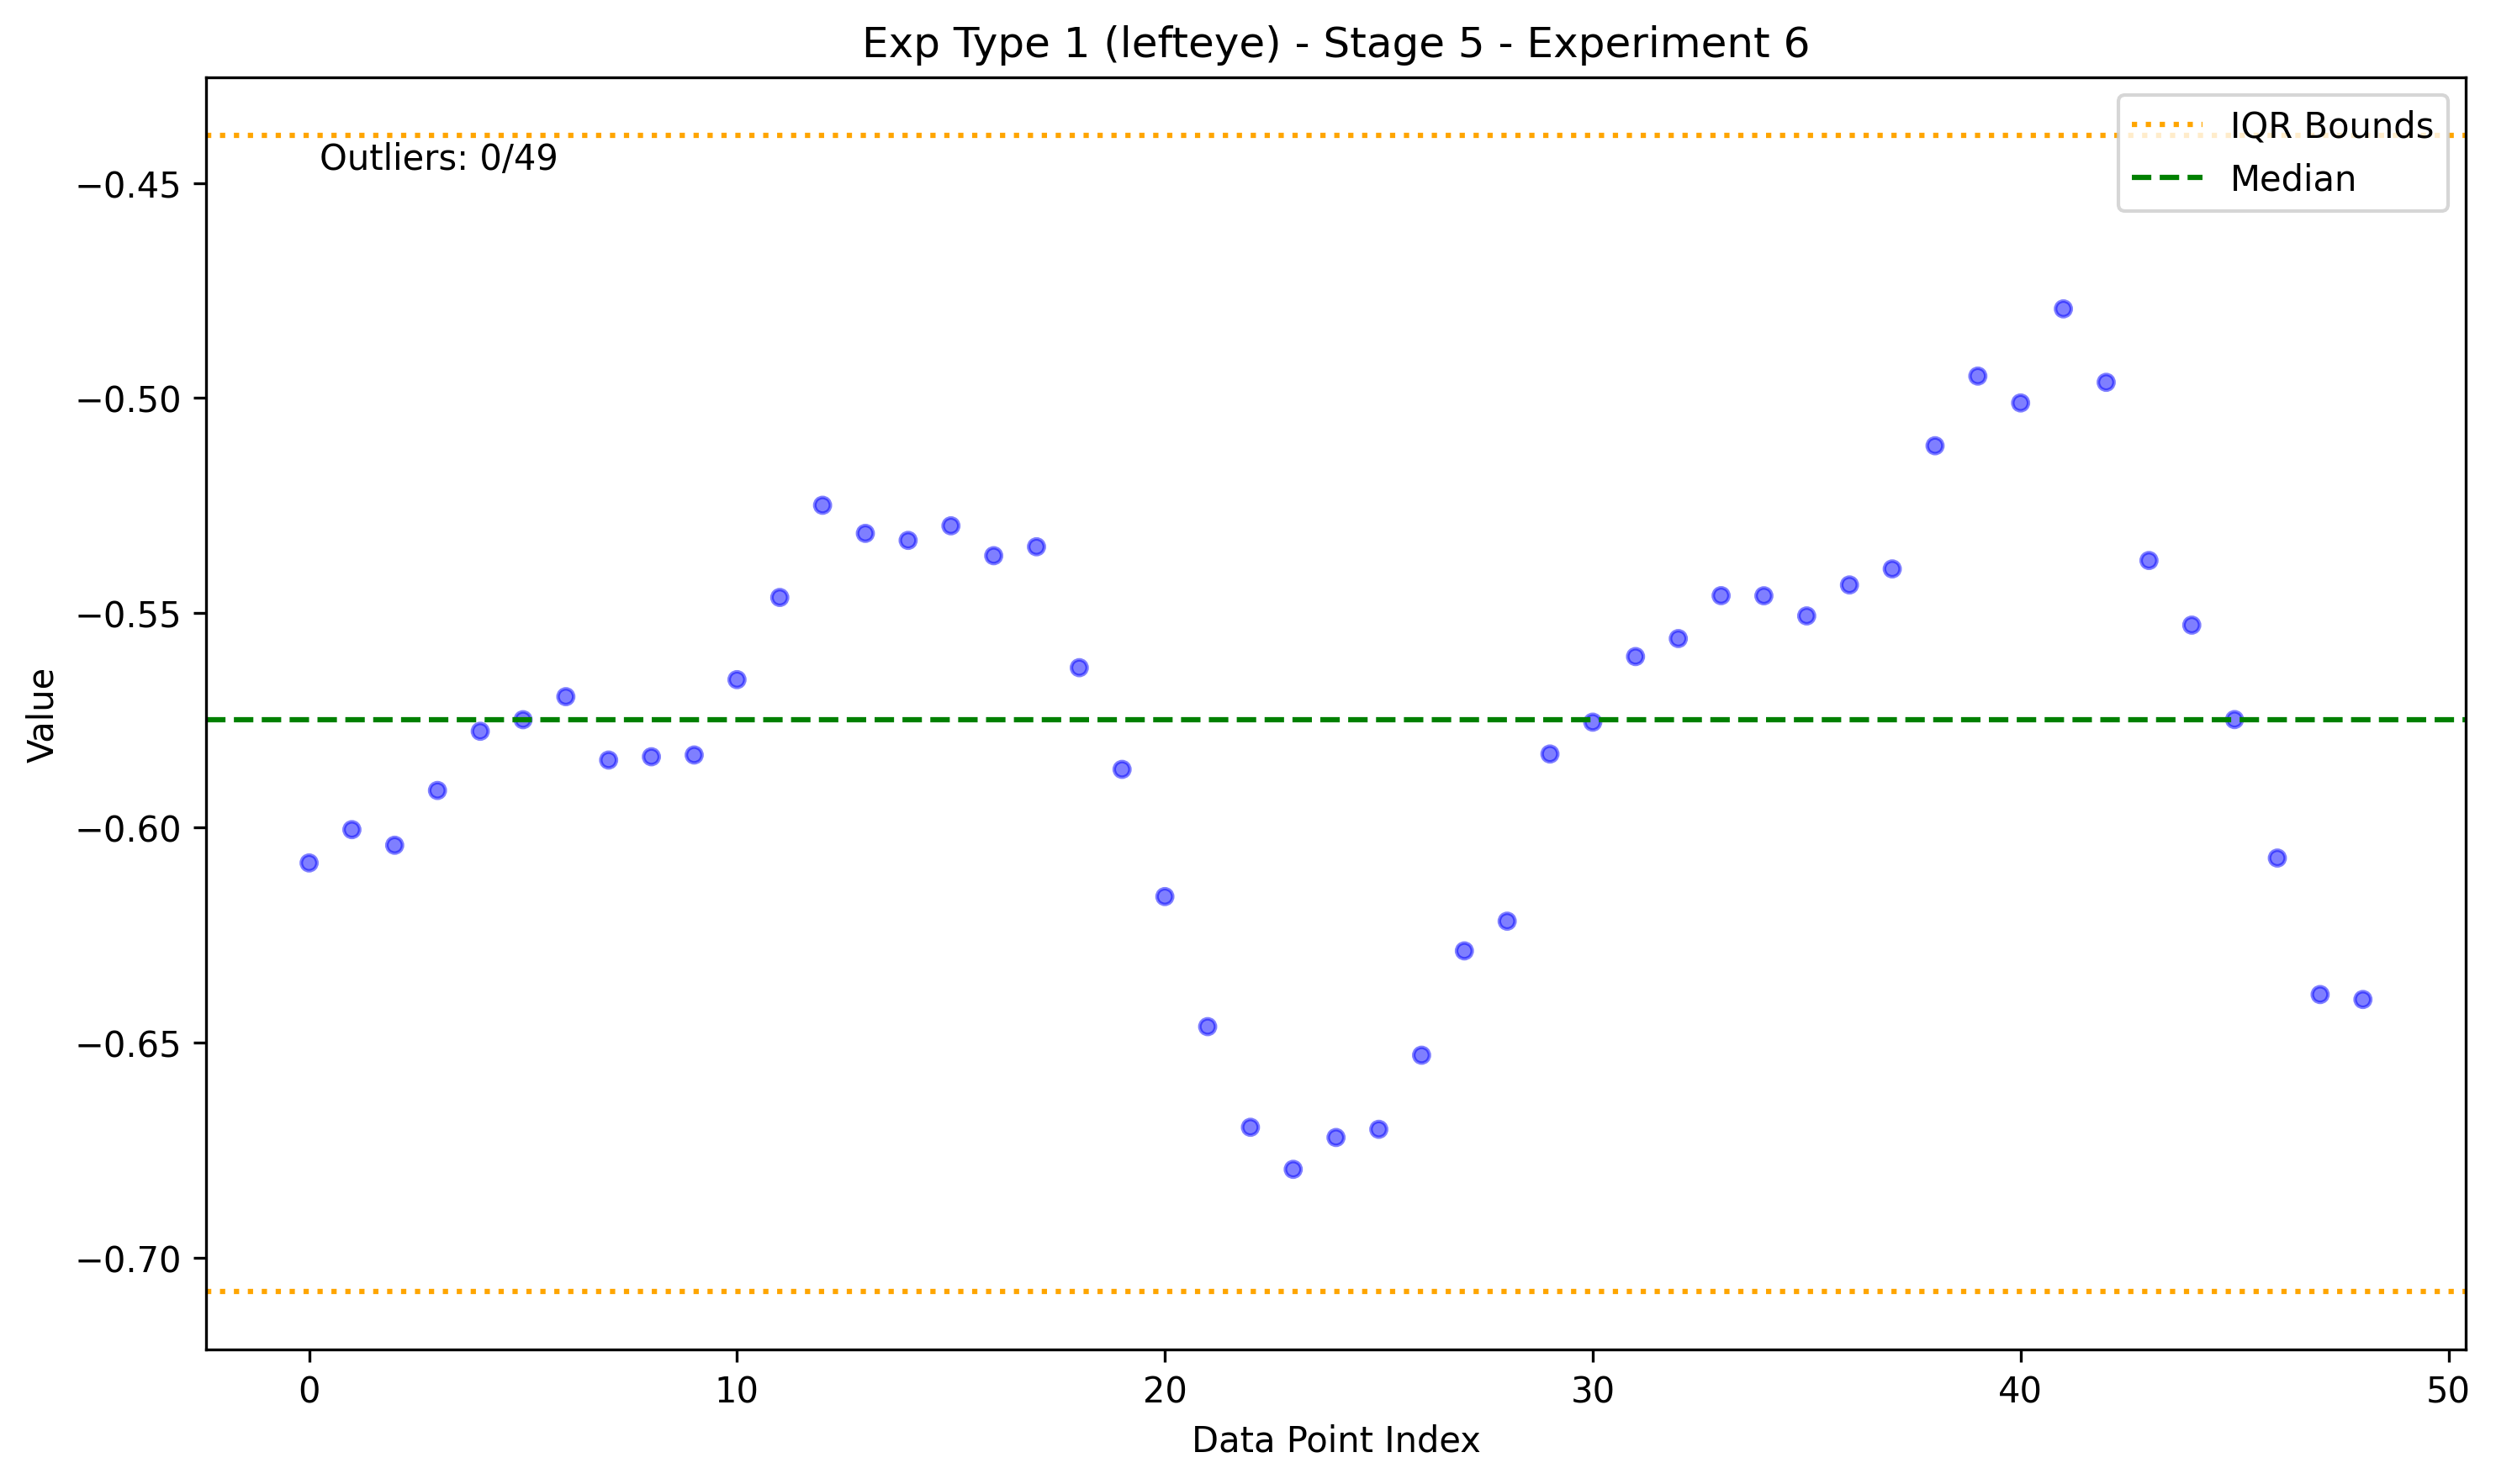 Exp Type 1 (lefteye) - Stage 5 - Experiment 6
IQR Bounds
Median
Outliers: 0/49
Value
−0.45
−0.50
−0.55
−0.60
−0.65
−0.70
0 10 20 30 40 50
Data Point Index